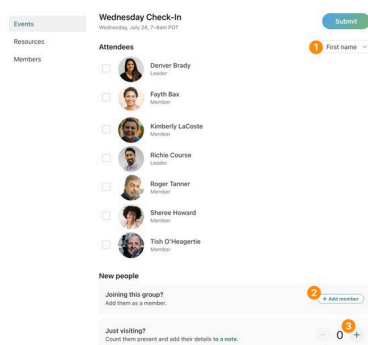 Events
Resources
Members
Wednesday Check-In
Wednesday, July 24, 7–8am PDT
Submit
Attendees
1 First name
Denver Brady
Leader
Fayth Bax
Member
Kimberly LaCoste
Member
Richie Course
Leader
Roger Tanner
Member
Sheree Howard
Member
Tish O'Heagertie
Member
New people
Joining this group?
Add them as a member.
2 + Add member
Just visiting?
Count them present and add their details to a note.
− 0 + 3